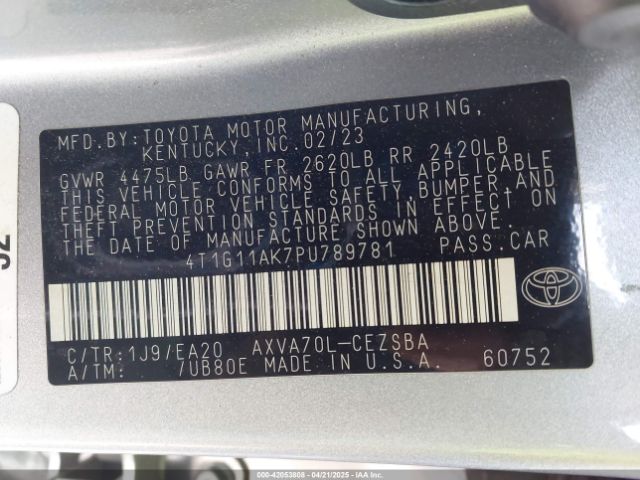 MFD.BY:TOYOTA MOTOR MANUFACTURING,
KENTUCKY,INC.02/23
GVWR 4475LB GAWR FR 2620LB RR 2420LB
THIS VEHICLE CONFORMS TO ALL APPLICABLE
FEDERAL MOTOR VEHICLE SAFETY,BUMPER,AND
THEFT PREVENTION STANDARDS IN EFFECT ON
THE DATE OF MANUFACTURE SHOWN ABOVE.
4T1G11AK7PU789781 PASS.CAR
C/TR:1J9/EA20 AXVA70L-CEZSBA
A/TM: /UB80E MADE IN U.S.A. 60752
000-42053808 - 04/21/2025 - IAA Inc.